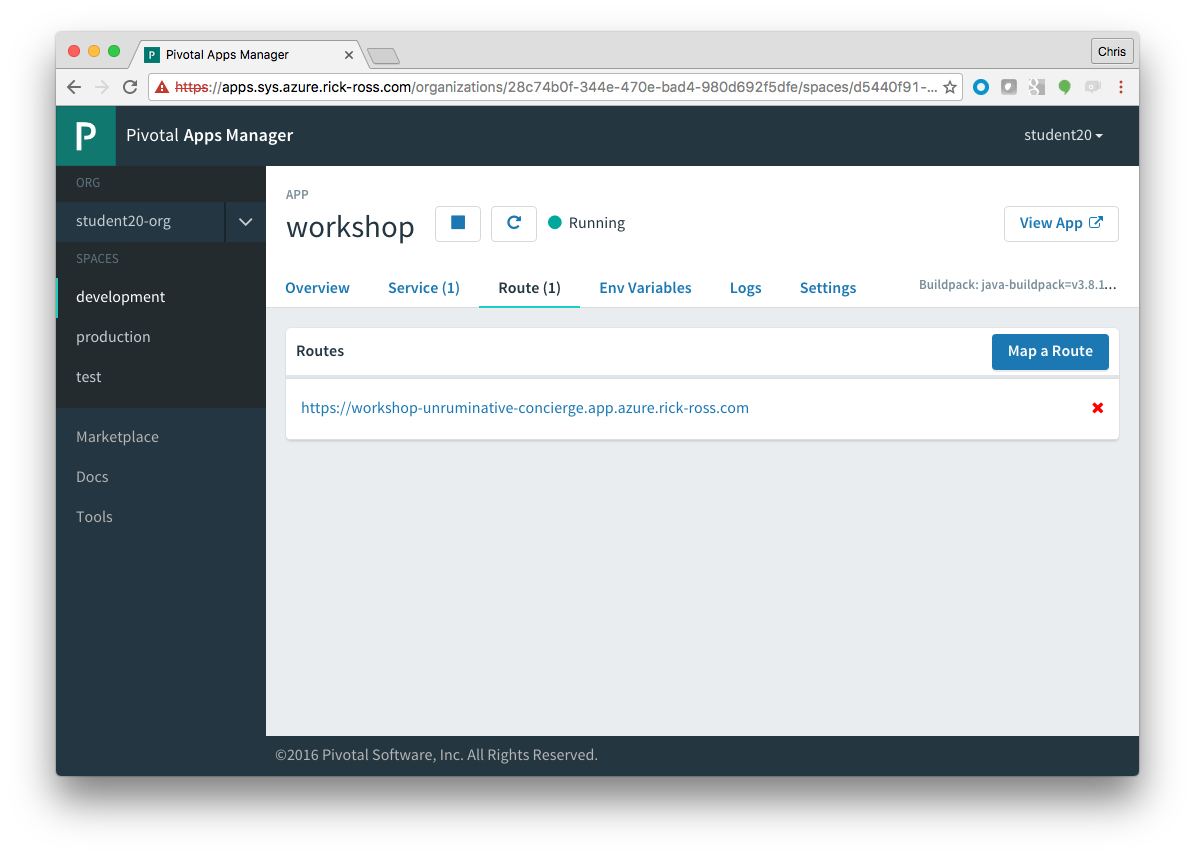 Pivotal Apps Manager
Chris
https://apps.sys.azure.rick-ross.com/organizations/28c74b0f-344e-470e-bad4-980d692f5dfe/spaces/d5440f91-...
P
Pivotal Apps Manager
student20
ORG
student20-org
SPACES
development
production
test
Marketplace
Docs
Tools
APP
workshop
Running
View App
Overview
Service (1)
Route (1)
Env Variables
Logs
Settings
Buildpack: java-buildpack=v3.8.1...
Routes
Map a Route
https://workshop-unruminative-concierge.app.azure.rick-ross.com
©2016 Pivotal Software, Inc. All Rights Reserved.